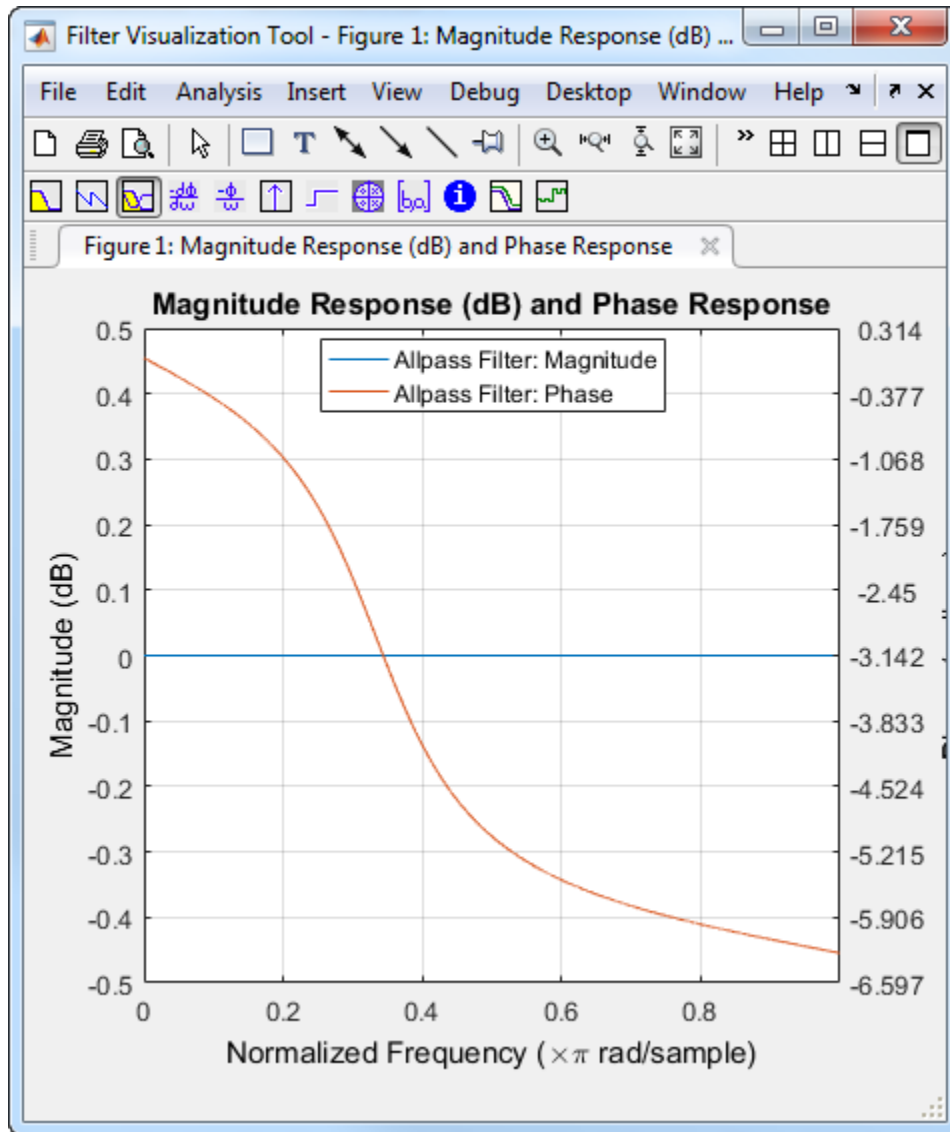 Filter Visualization Tool - Figure 1: Magnitude Response (dB) ...
File Edit Analysis Insert View Debug Desktop Window Help
Figure 1: Magnitude Response (dB) and Phase Response
Magnitude Response (dB) and Phase Response
Allpass Filter: Magnitude
Allpass Filter: Phase
Magnitude (dB)
0.5
0.4
0.3
0.2
0.1
0
-0.1
-0.2
-0.3
-0.4
-0.5
0.314
-0.377
-1.068
-1.759
-2.45
-3.142
-3.833
-4.524
-5.215
-5.906
-6.597
0 0.2 0.4 0.6 0.8
Normalized Frequency (×π rad/sample)